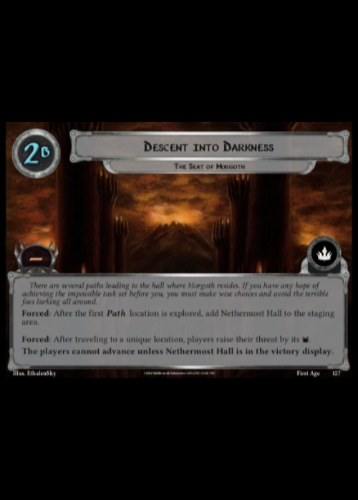 2B
DESCENT INTO DARKNESS
THE SEAT OF MORGOTH
There are several paths leading to the hall where Morgoth resides. If you have any hope of
achieving the impossible task set before you, you must make wise choices and avoid the terrible
foes lurking all around.
Forced: After the first Path location is explored, add Nethermost Hall to the staging
area.
Forced: After traveling to a unique location, players raise their threat by its
The players cannot advance unless Nethermost Hall is in the victory display.
Illus. EthalenSky
First Age
127